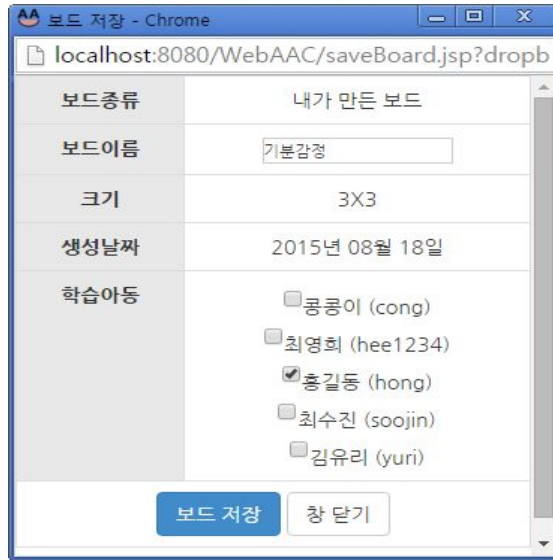 보드 저장 - Chrome
localhost:8080/WebAAC/saveBoard.jsp?dropb
보드종류 내가 만든 보드
보드이름 기분감정
크기 3X3
생성날짜 2015년 08월 18일
학습아동 콩콩이 (cong)
최영희 (hee1234)
홍길동 (hong)
최수진 (soojin)
김유리 (yuri)
보드 저장 창 닫기